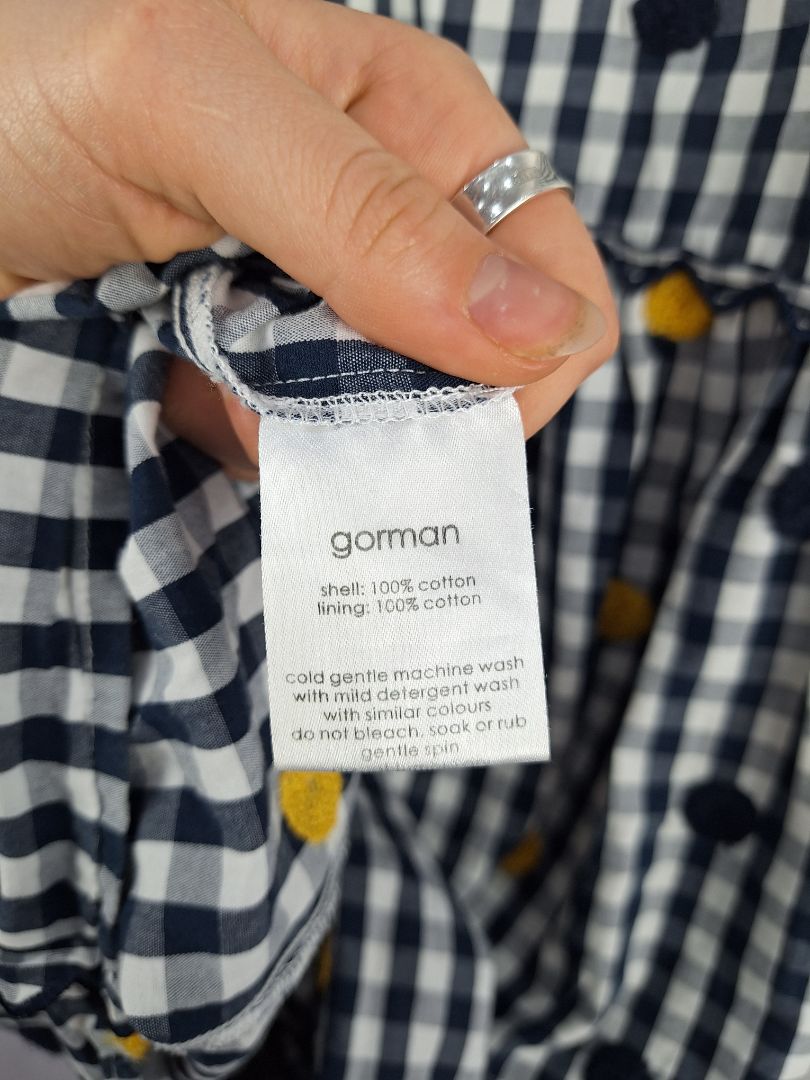 gorman
shell: 100% cotton
lining: 100% cotton
cold gentle machine wash
with mild detergent wash
with similar colours
do not bleach, soak or rub
gentle spin